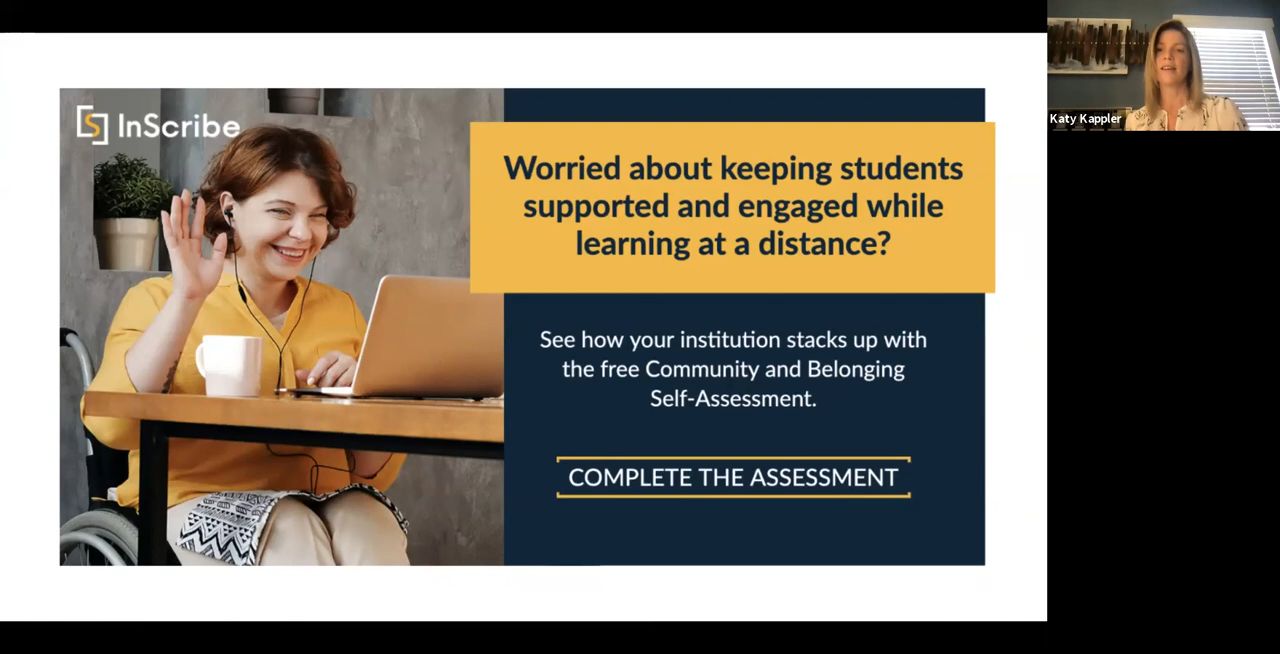 InScribe
Worried about keeping students
supported and engaged while
learning at a distance?
See how your institution stacks up with
the free Community and Belonging
Self-Assessment.
COMPLETE THE ASSESSMENT
Katy Kappler